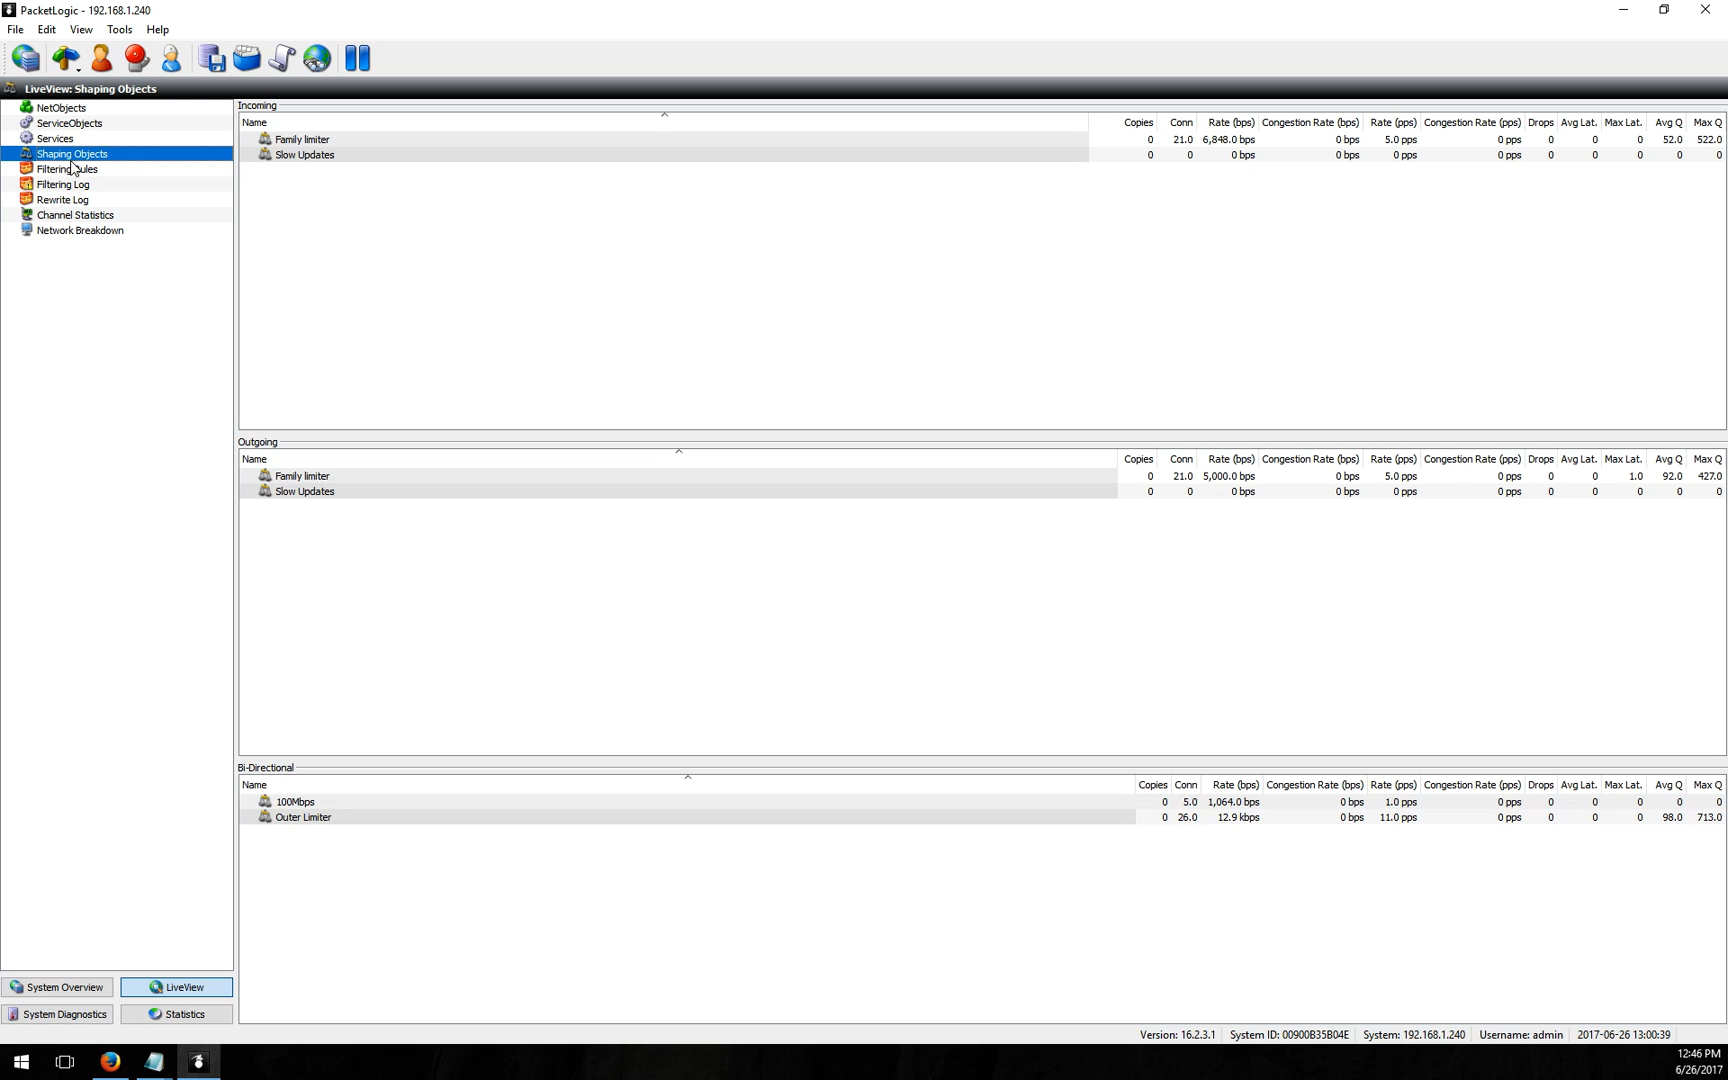 PacketLogic - 192.168.1.240
File Edit View Tools Help
LiveView: Shaping Objects
NetObjects
ServiceObjects
Services
Shaping Objects
Filtering Rules
Filtering Log
Rewrite Log
Channel Statistics
Network Breakdown
Incoming
Name Copies Conn Rate (bps) Congestion Rate (bps) Rate (pps) Congestion Rate (pps) Drops Avg Lat. Max Lat. Avg Q Max Q
Family limiter 0 21.0 6,848.0 bps 0 bps 5.0 pps 0 pps 0 0 0 52.0 522.0
Slow Updates 0 0 0 bps 0 bps 0 pps 0 pps 0 0 0 0 0
Outgoing
Name Copies Conn Rate (bps) Congestion Rate (bps) Rate (pps) Congestion Rate (pps) Drops Avg Lat. Max Lat. Avg Q Max Q
Family limiter 0 21.0 5,000.0 bps 0 bps 5.0 pps 0 pps 0 0 1.0 92.0 427.0
Slow Updates 0 0 0 bps 0 bps 0 pps 0 pps 0 0 0 0 0
Bi-Directional
Name Copies Conn Rate (bps) Congestion Rate (bps) Rate (pps) Congestion Rate (pps) Drops Avg Lat. Max Lat. Avg Q Max Q
100Mbps 0 5.0 1,064.0 bps 0 bps 1.0 pps 0 pps 0 0 0 0 0
Outer Limiter 0 26.0 12.9 kbps 0 bps 11.0 pps 0 pps 0 0 0 98.0 713.0
System Overview LiveView
System Diagnostics Statistics
Version: 16.2.3.1 System ID: 00900B35B04E System: 192.168.1.240 Username: admin 2017-06-26 13:00:39
12:46 PM
6/26/2017